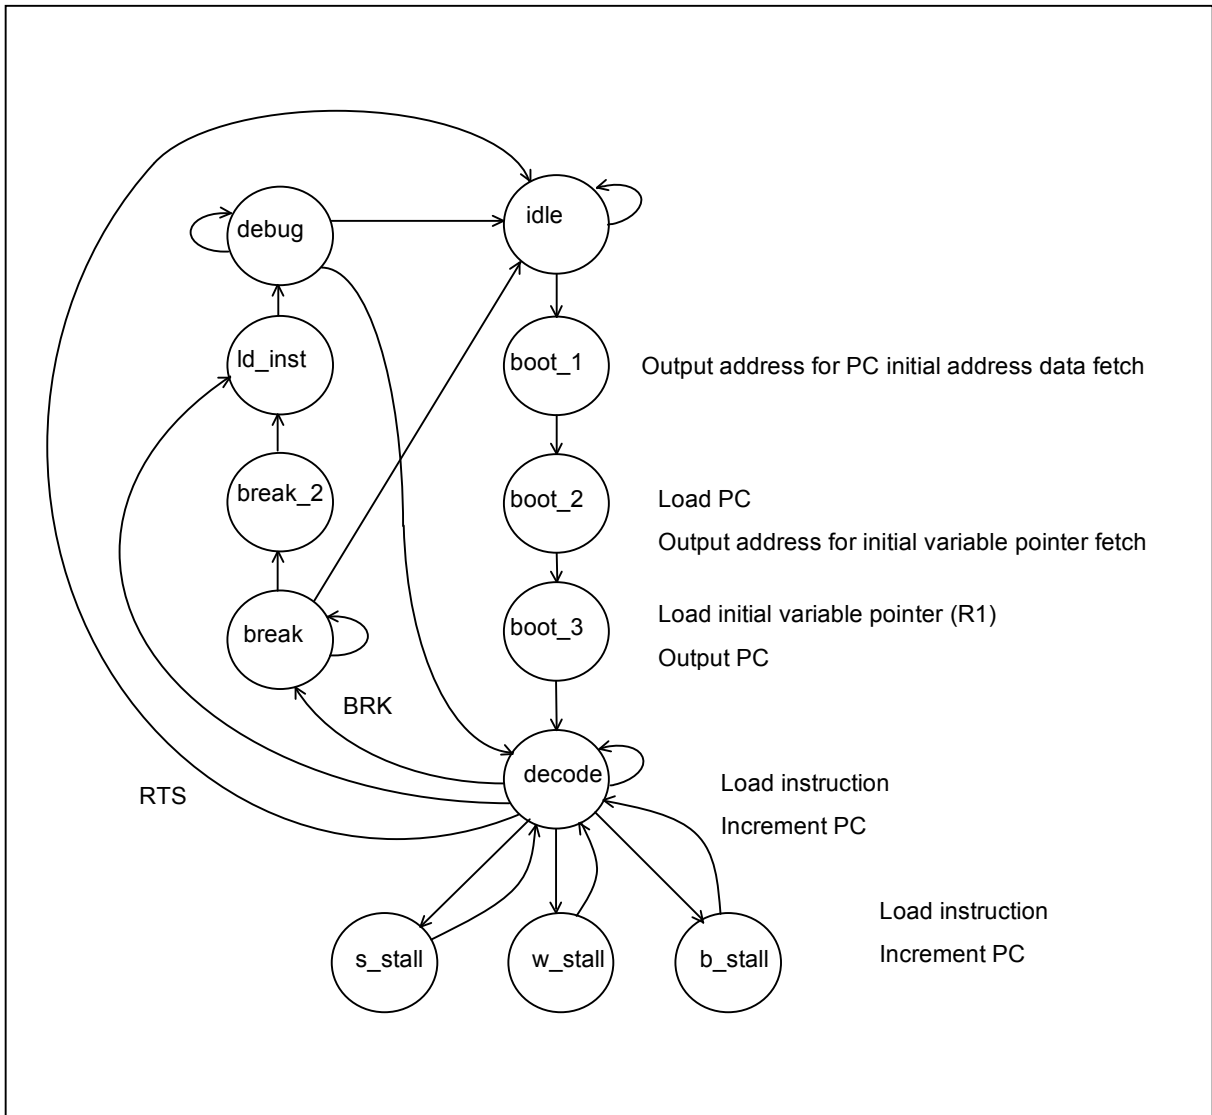 idle
debug
ld_inst
boot_1
Output address for PC initial address data fetch
break_2
boot_2
Load PC
Output address for initial variable pointer fetch
break
boot_3
Load initial variable pointer (R1)
Output PC
BRK
decode
Load instruction
Increment PC
RTS
s_stall
w_stall
b_stall
Load instruction
Increment PC